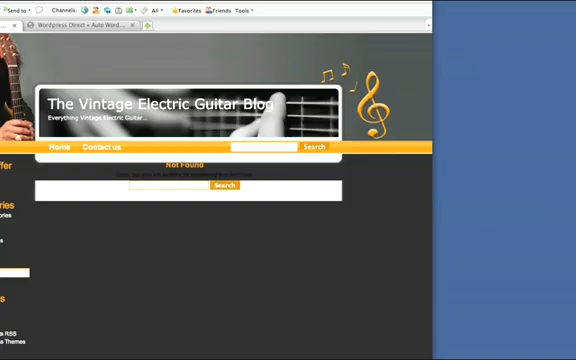 Send to
Channels:
All
Favorites
Friends
Tools
Wordpress Direct » Auto Word...
The Vintage Electric Guitar Blog
Everything Vintage Electric Guitar...
Home
Contact us
Search
Not Found
Search
ffer
ries
ories
s
s
s RSS
s Themes